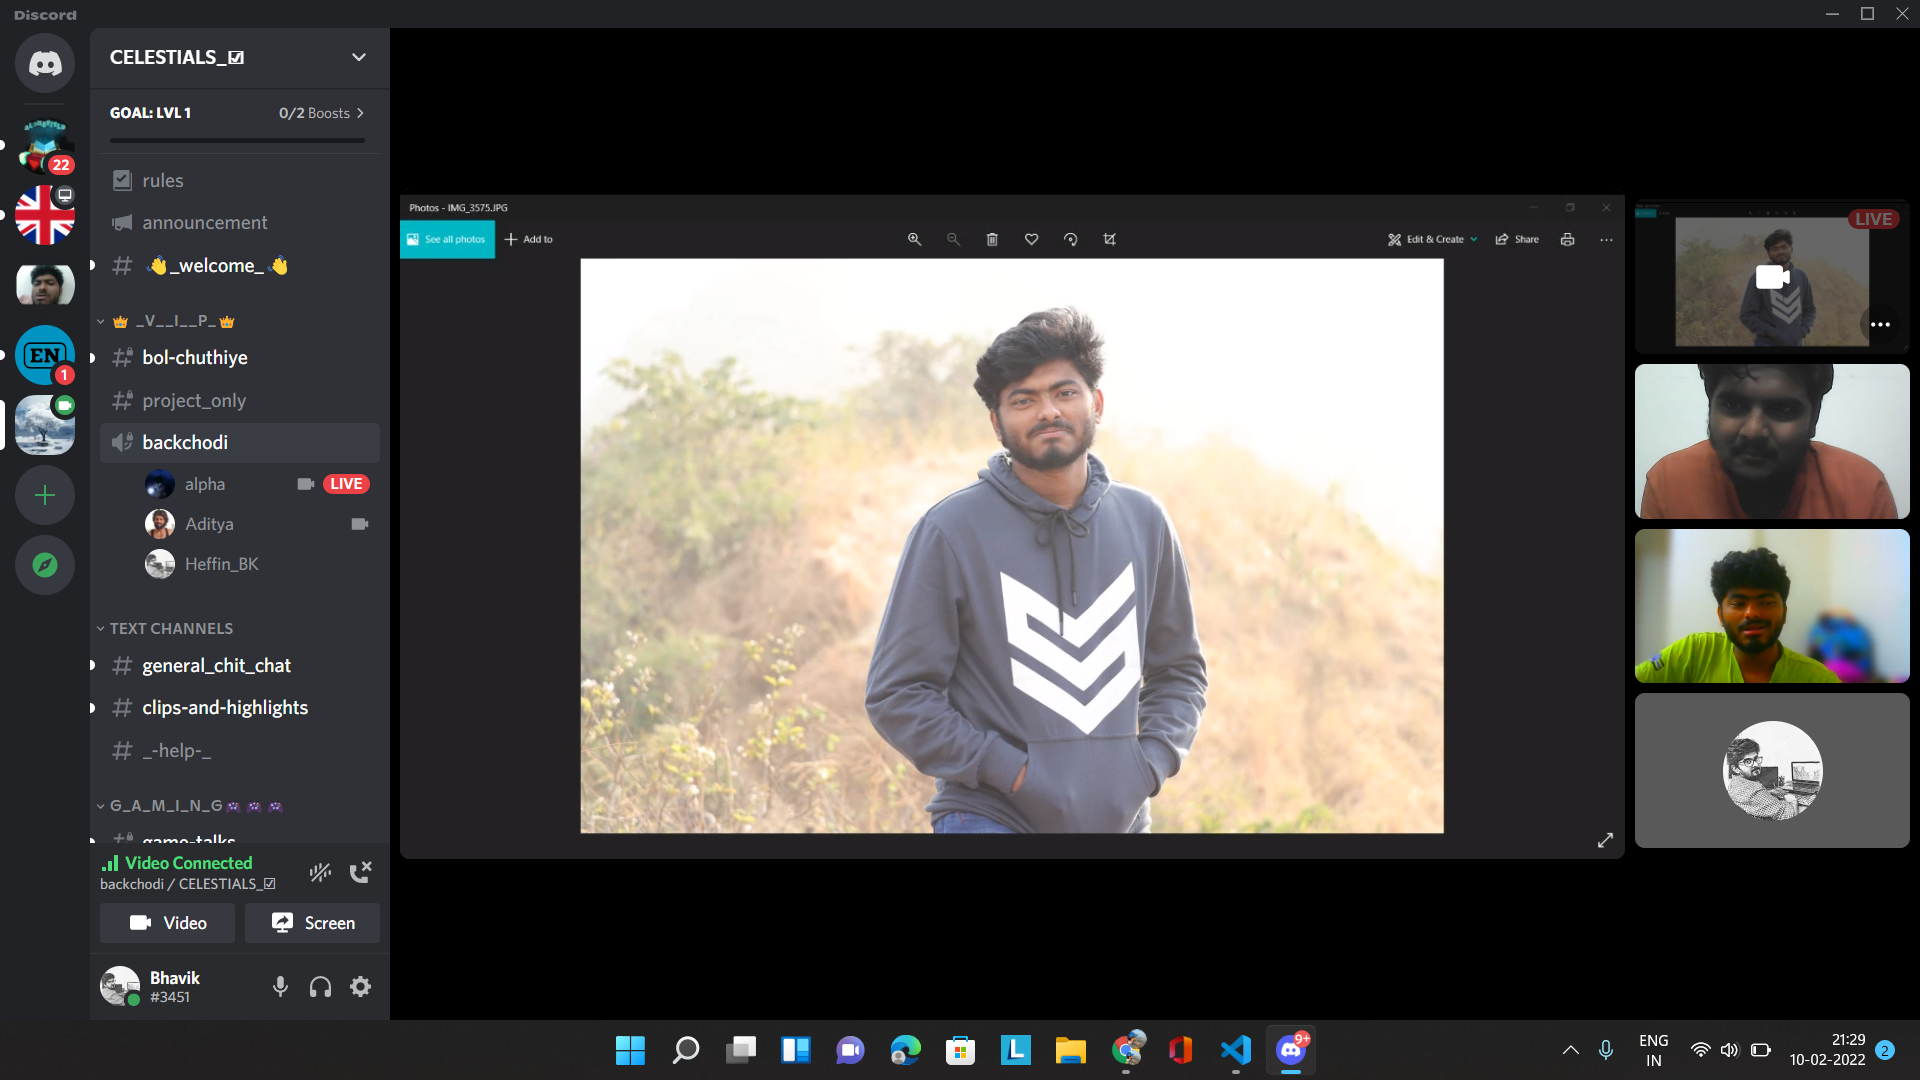 Discord
CELESTIALS_☑
GOAL: LVL 1 0/2 Boosts
22
rules
announcement
👋_welcome_👋
👑 _V__I__P_👑
EN
1
bol-chuthiye
project_only
backchodi
alpha LIVE
Aditya
Heffin_BK
TEXT CHANNELS
general_chit_chat
clips-and-highlights
_-help-_
G_A_M_I_N_G🎮 🎮 🎮
game-talks
Video Connected
backchodi / CELESTIALS_☑
Video Screen
Bhavik
#3451
Photos - IMG_3575.JPG
See all photos Add to Edit & Create Share
LIVE
9+
ENG
IN
21:29
10-02-2022
2